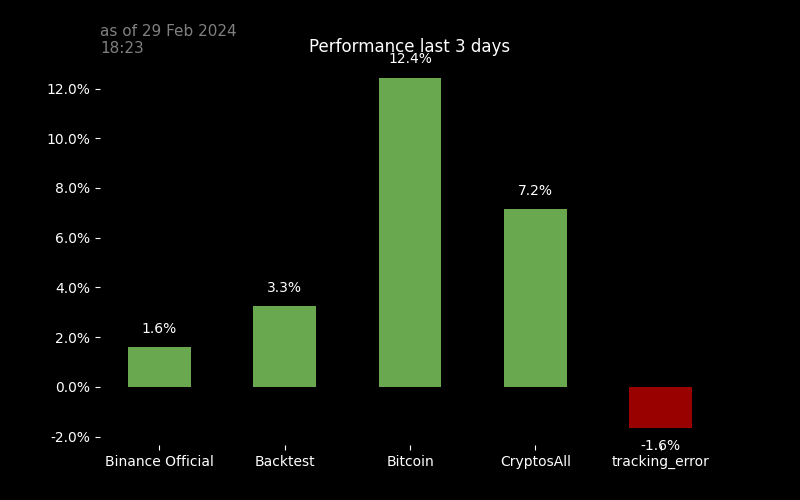 as of 29 Feb 2024
18:23
Performance last 3 days
12.4%
12.0%
10.0%
7.2%
8.0%
6.0%
3.3%
4.0%
1.6%
2.0%
0.0%
-2.0%
-1.6%
Binance Official
Backtest
Bitcoin
CryptosAll
tracking_error